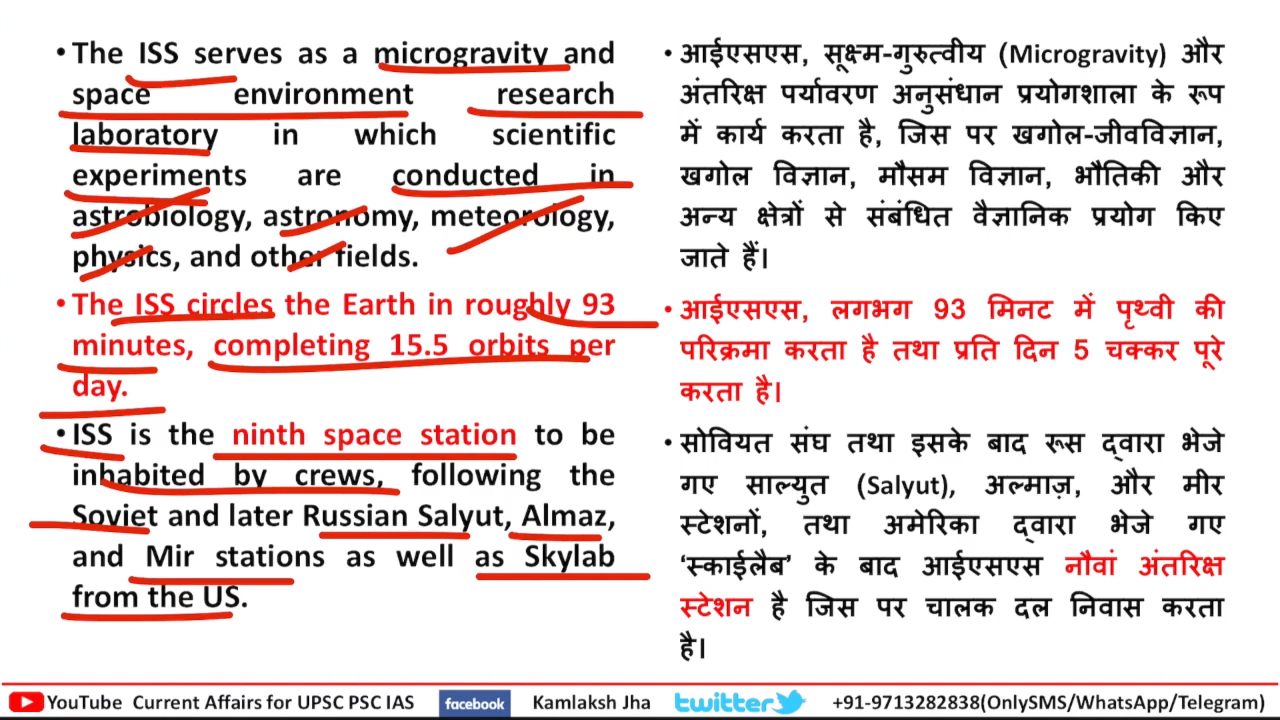 • The ISS serves as a microgravity and
space environment research
laboratory in which scientific
experiments are conducted in
astrobiology, astronomy, meteorology,
physics, and other fields.
• The ISS circles the Earth in roughly 93
minutes, completing 15.5 orbits per
day.
• ISS is the ninth space station to be
inhabited by crews, following the
Soviet and later Russian Salyut, Almaz,
and Mir stations as well as Skylab
from the US.
• आईएसएस, सूक्ष्म-गुरुत्वीय (Microgravity) और
अंतरिक्ष पर्यावरण अनुसंधान प्रयोगशाला के रूप
में कार्य करता है, जिस पर खगोल-जीवविज्ञान,
खगोल विज्ञान, मौसम विज्ञान, भौतिकी और
अन्य क्षेत्रों से संबंधित वैज्ञानिक प्रयोग किए
जाते हैं।
• आईएसएस, लगभग 93 मिनट में पृथ्वी की
परिक्रमा करता है तथा प्रति दिन 5 चक्कर पूरे
करता है।
• सोवियत संघ तथा इसके बाद रूस द्वारा भेजे
गए साल्युत (Salyut), अल्माज़, और मीर
स्टेशनों, तथा अमेरिका द्वारा भेजे गए
‘स्काईलैब’ के बाद आईएसएस नौवां अंतरिक्ष
स्टेशन है जिस पर चालक दल निवास करता
है।
YouTube Current Affairs for UPSC PSC IAS facebook Kamlaksh Jha twitter +91-9713282838(OnlySMS/WhatsApp/Telegram)